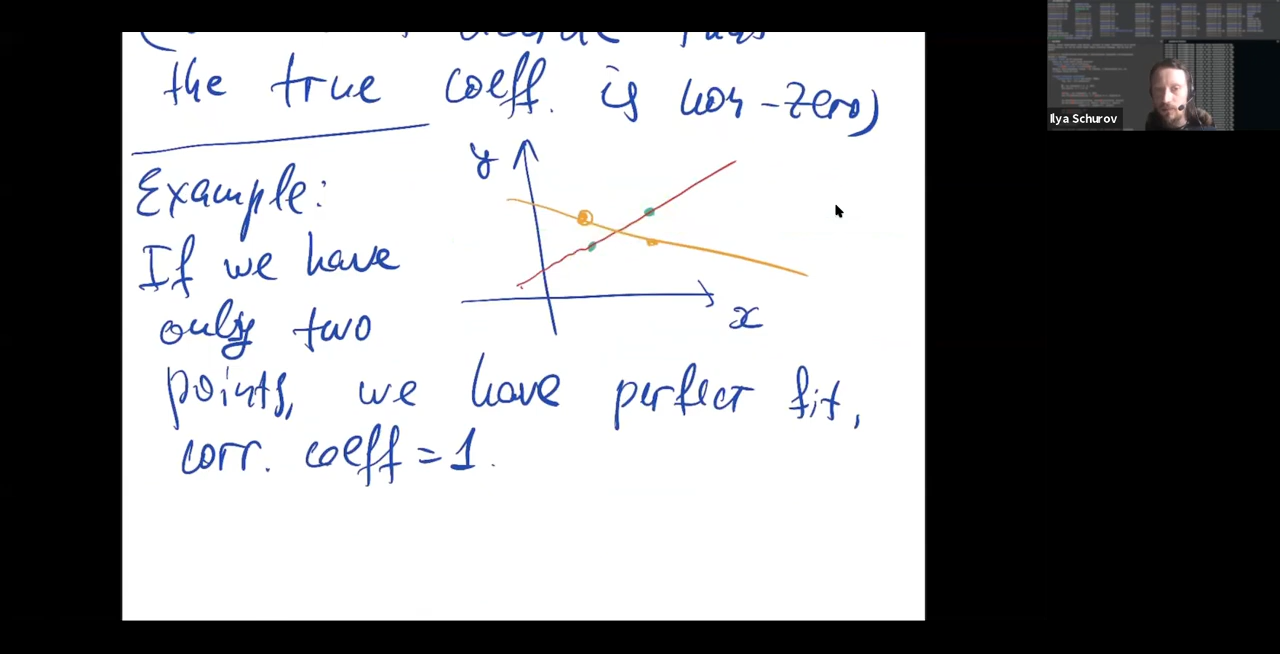 the true coeff. is non-zero)
Example:
y
If we have
only two
x
points, we have perfect fit,
corr. coeff = 1.
Ilya Schurov